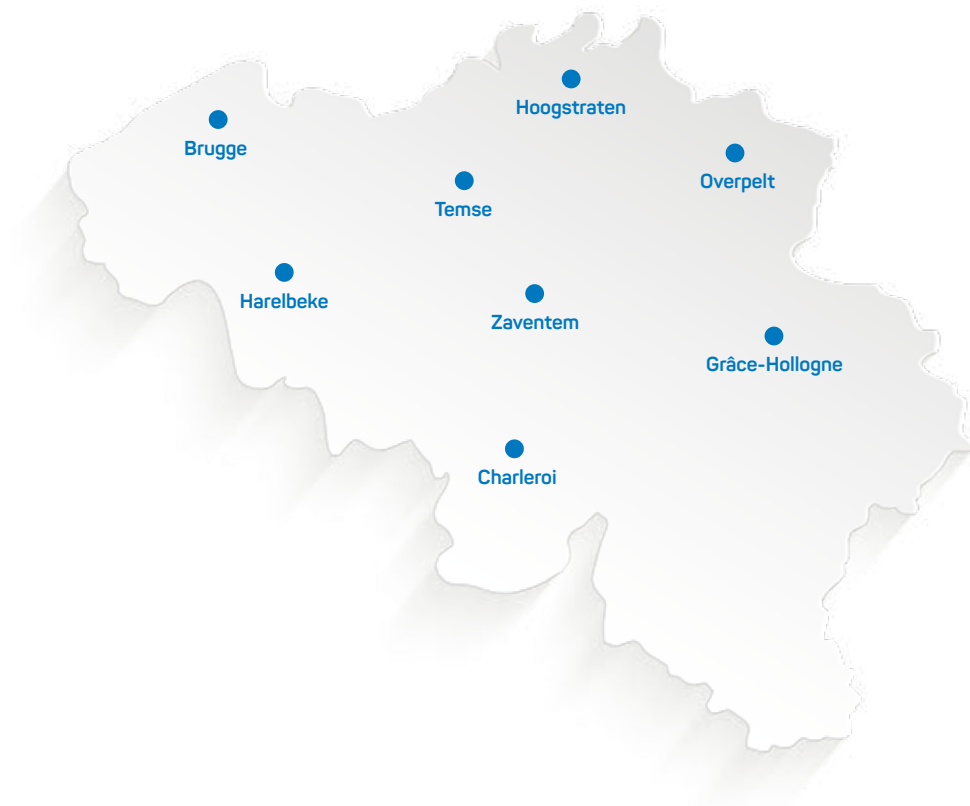 Hoogstraten
Brugge
Overpelt
Temse
Harelbeke
Zaventem
Grâce-Hollogne
Charleroi